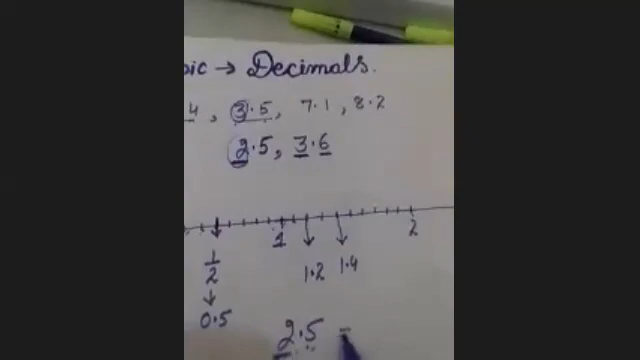 pic → Decimals.
4, 3.5, 7.1, 8.2
2.5, 3.6
1 2
1/2 1.2 1.4
↓
0.5
2.5 =